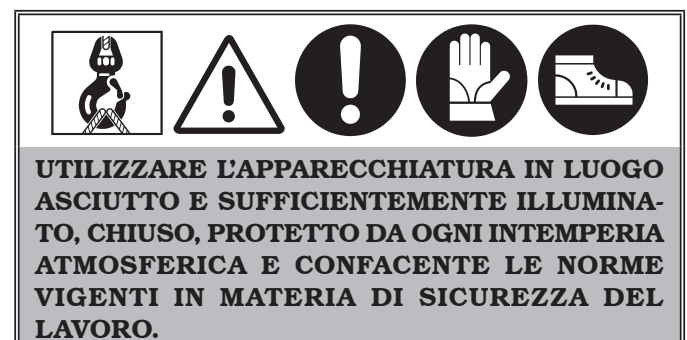 UTILIZZARE L'APPARECCHIATURA IN LUOGO
ASCIUTTO E SUFFICIENTEMENTE ILLUMINA-
TO, CHIUSO, PROTETTO DA OGNI INTEMPERIA
ATMOSFERICA E CONFACENTE LE NORME
VIGENTI IN MATERIA DI SICUREZZA DEL
LAVORO.